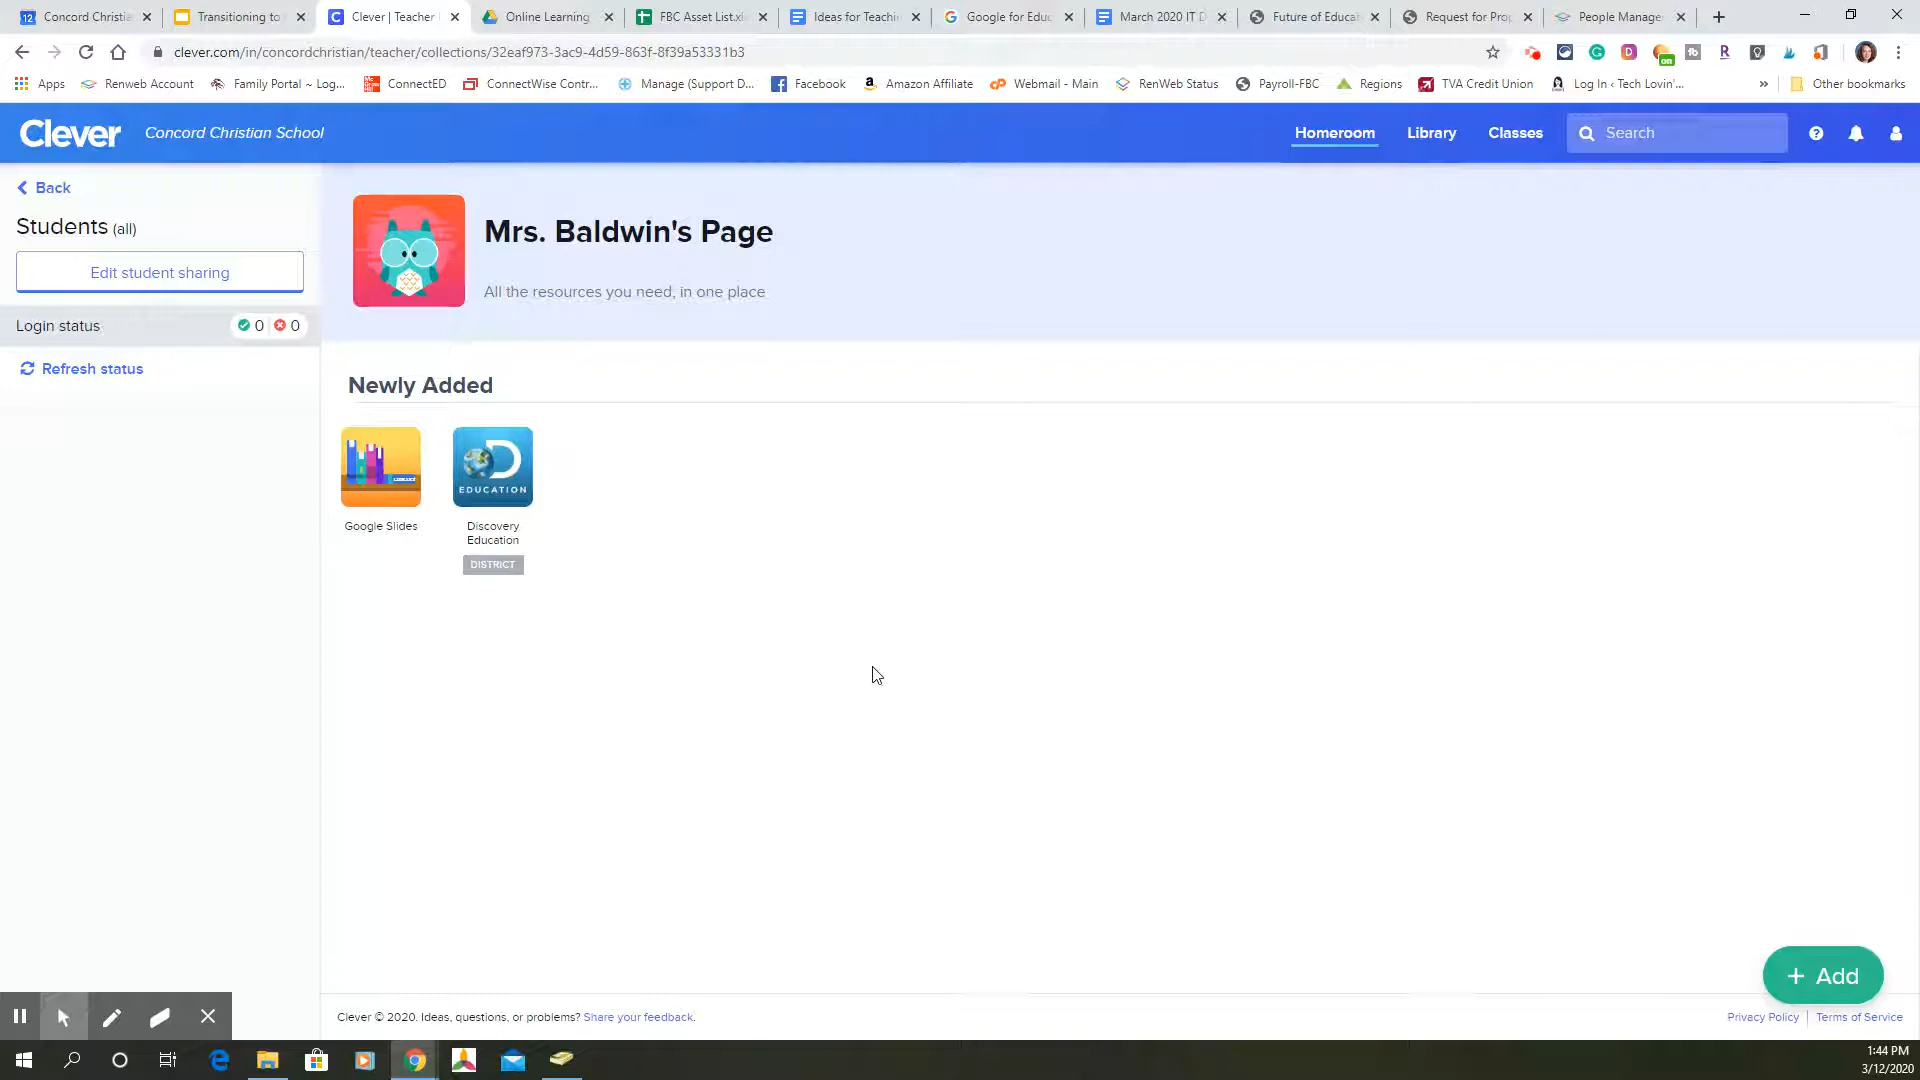 Concord Christia
Transitioning to
Clever | Teacher
Online Learning
FBC Asset List.xl
Ideas for Teachi
Google for Educ
March 2020 IT D
Future of Educat
Request for Prop
People Manage
clever.com/in/concordchristian/teacher/collections/32eaf973-3ac9-4d59-863f-8f39a53331b3
on
Apps
Renweb Account
Family Portal ~ Log...
ConnectED
ConnectWise Contr...
Manage (Support D...
Facebook
Amazon Affiliate
Webmail - Main
RenWeb Status
Payroll-FBC
Regions
TVA Credit Union
Log In ‹ Tech Lovin'...
»
Other bookmarks
Clever
Concord Christian School
Homeroom
Library
Classes
Search
Back
Students (all)
Edit student sharing
Login status
0
0
Refresh status
Mrs. Baldwin's Page
All the resources you need, in one place
Newly Added
Google Slides
EDUCATION
Discovery
Education
DISTRICT
+ Add
Clever © 2020. Ideas, questions, or problems? Share your feedback.
Privacy Policy
Terms of Service
1:44 PM
3/12/2020